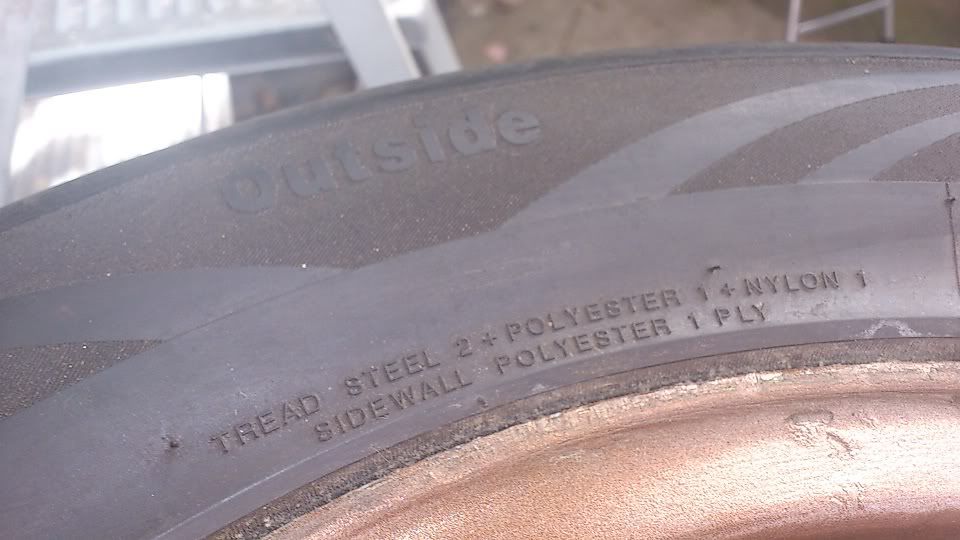 Outside
TREAD STEEL 2 + POLYESTER 1 + NYLON 1
SIDEWALL POLYESTER 1 PLY